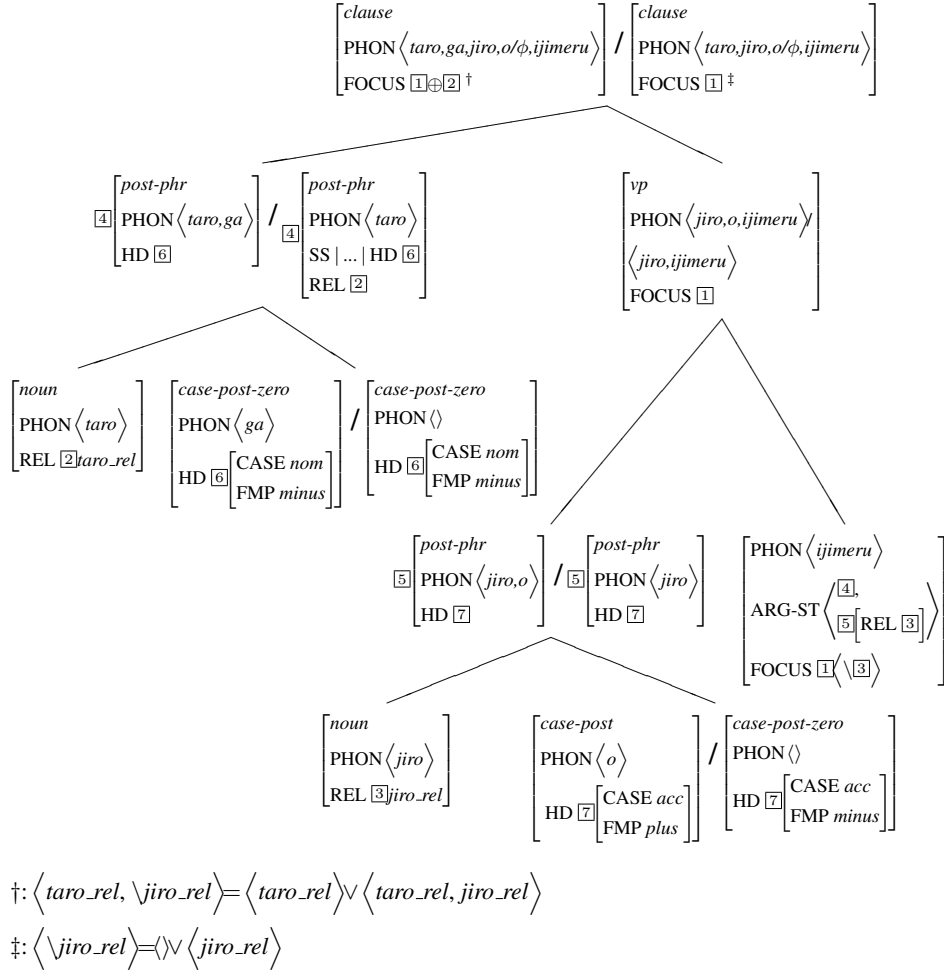 clause / clause
PHON ⟨taro,ga,jiro,o/ϕ,ijimeru⟩ PHON ⟨taro,jiro,o/ϕ,ijimeru⟩
FOCUS [1]⊕[2] † FOCUS [1] ‡
post-phr / post-phr vp
[4] PHON ⟨taro,ga⟩ [4] PHON ⟨taro⟩ PHON ⟨jiro,o,ijimeru⟩/
HD [6] SS | ... | HD [6] ⟨jiro,ijimeru⟩
REL [2] FOCUS [1]
noun case-post-zero / case-post-zero
PHON ⟨taro⟩ PHON ⟨ga⟩ PHON ⟨⟩
REL [2] taro_rel HD [6] CASE nom HD [6] CASE nom
FMP minus FMP minus
post-phr / post-phr PHON ⟨ijimeru⟩
[5] PHON ⟨jiro,o⟩ [5] PHON ⟨jiro⟩ ARG-ST ⟨[4],
HD [7] HD [7] [5][REL [3]]⟩
FOCUS [1]⟨\[3]⟩
noun case-post / case-post-zero
PHON ⟨jiro⟩ PHON ⟨o⟩ PHON ⟨⟩
REL [3] jiro_rel HD [7] CASE acc HD [7] CASE acc
FMP plus FMP minus
†: ⟨taro_rel, \jiro_rel⟩=⟨taro_rel⟩∨⟨taro_rel, jiro_rel⟩
‡: ⟨\jiro_rel⟩=⟨⟩∨⟨jiro_rel⟩